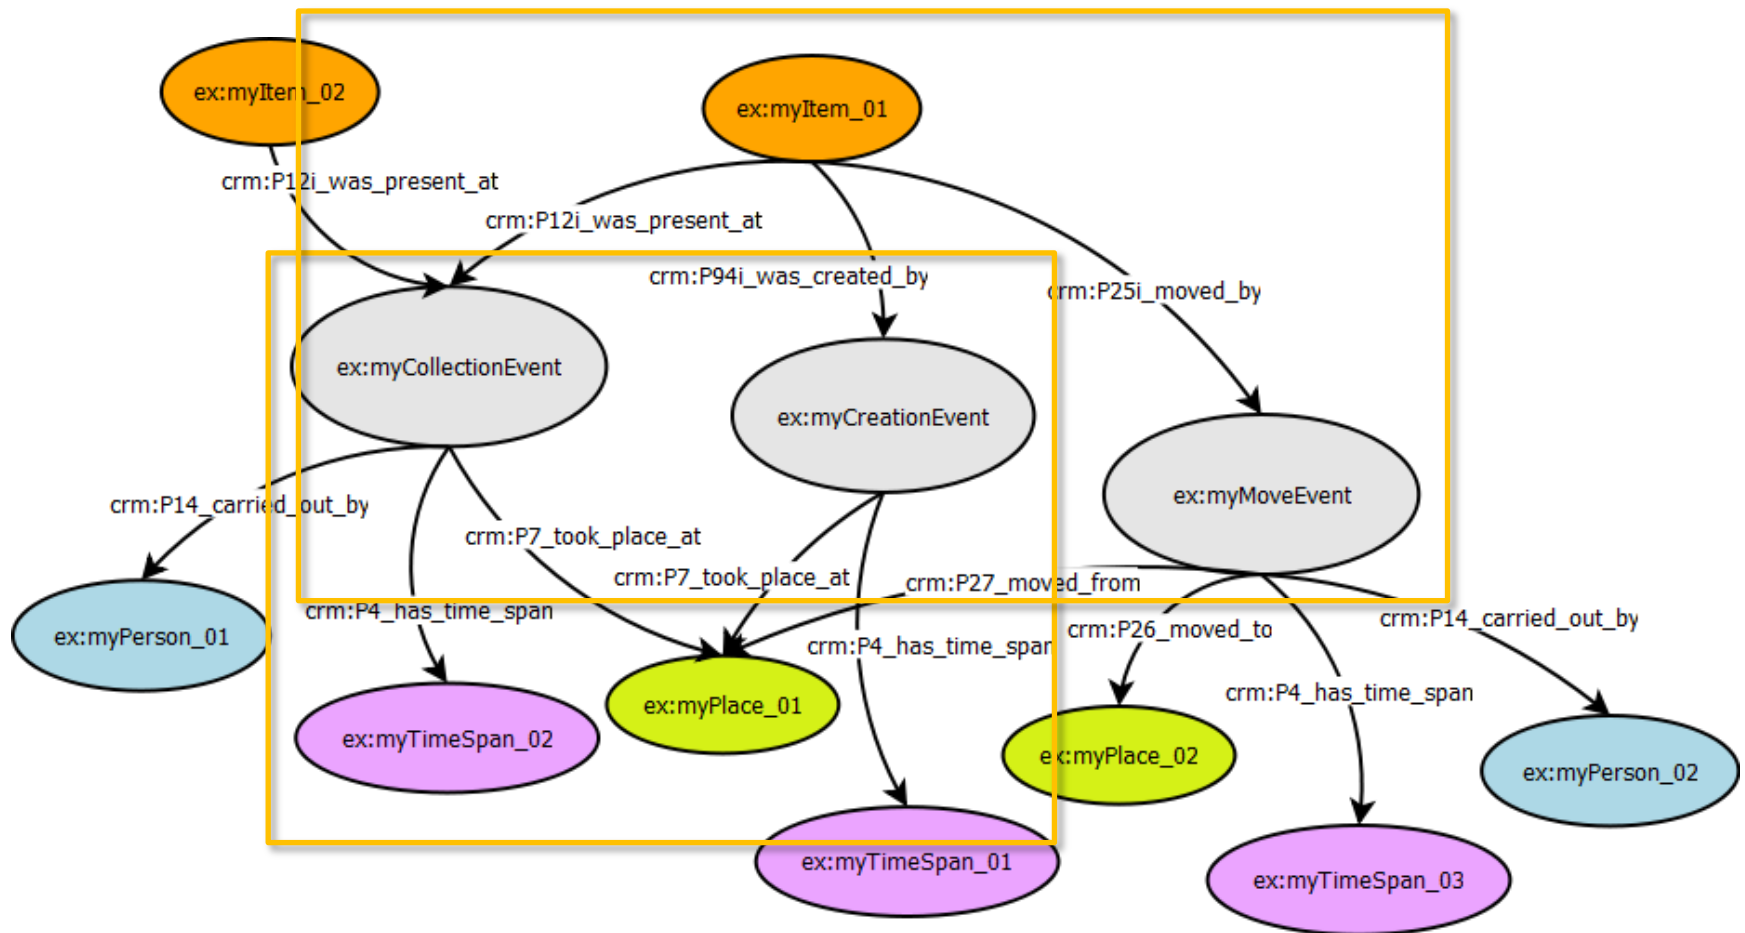 ex:myItem_02
ex:myItem_01
crm:P12i_was_present_at
crm:P12i_was_present_at
crm:P94i_was_created_by
crm:P25i_moved_by
ex:myCollectionEvent
ex:myCreationEvent
ex:myMoveEvent
crm:P14_carried_out_by
crm:P7_took_place_at
crm:P7_took_place_at
crm:P27_moved_from
crm:P4_has_time_span
crm:P26_moved_to
crm:P14_carried_out_by
ex:myPerson_01
crm:P4_has_time_span
crm:P4_has_time_span
ex:myTimeSpan_02
ex:myPlace_01
ex:myPlace_02
ex:myPerson_02
ex:myTimeSpan_01
ex:myTimeSpan_03